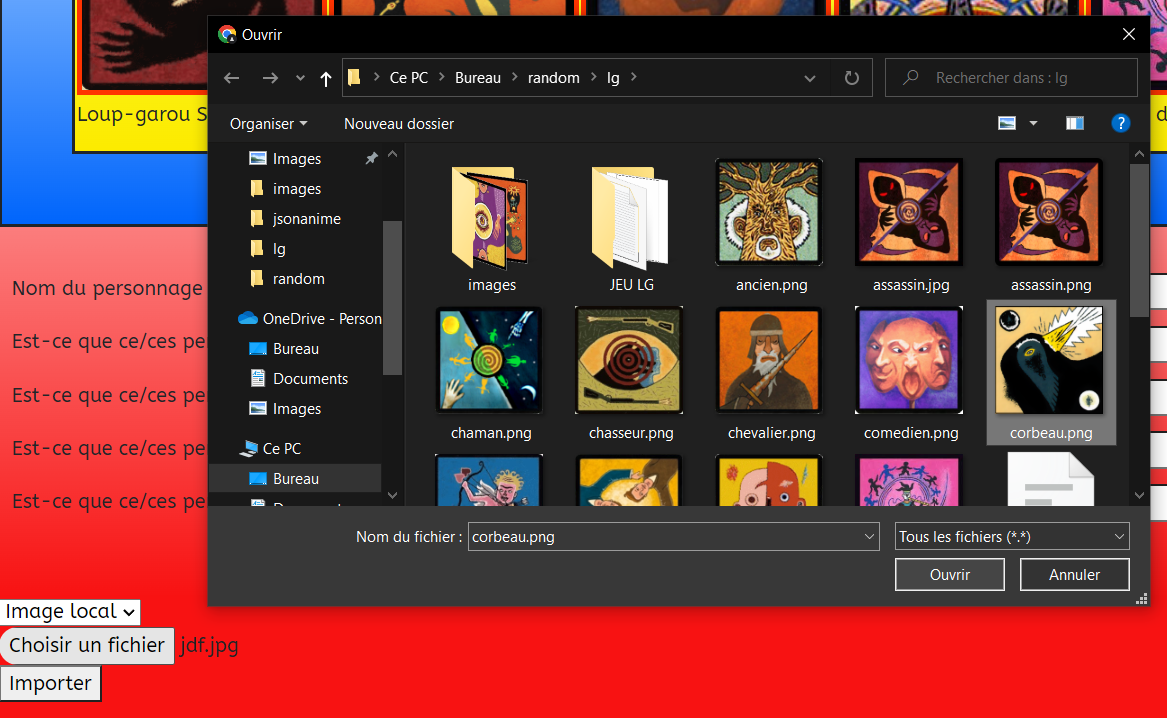 Ouvrir
Ce PC
Bureau
random
lg
Rechercher dans : lg
Organiser
Nouveau dossier
?
Images
images
jsonanime
lg
random
OneDrive - Person
Bureau
Documents
Images
Ce PC
Bureau
images
JEU LG
ancien.png
assassin.jpg
assassin.png
chaman.png
chasseur.png
chevalier.png
comedien.png
corbeau.png
Nom du fichier :
corbeau.png
Tous les fichiers (*.*)
Ouvrir
Annuler
Loup-garou S
d
Nom du personnage
Est-ce que ce/ces pe
Est-ce que ce/ces pe
Est-ce que ce/ces pe
Est-ce que ce/ces pe
Image local
Choisir un fichier jdf.jpg
Importer